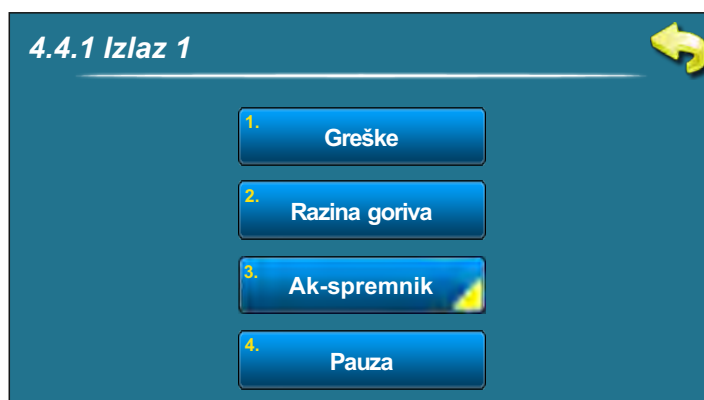 4.4.1 Izlaz 1
1.
Greške
2.
Razina goriva
3.
Ak-spremnik
4.
Pauza